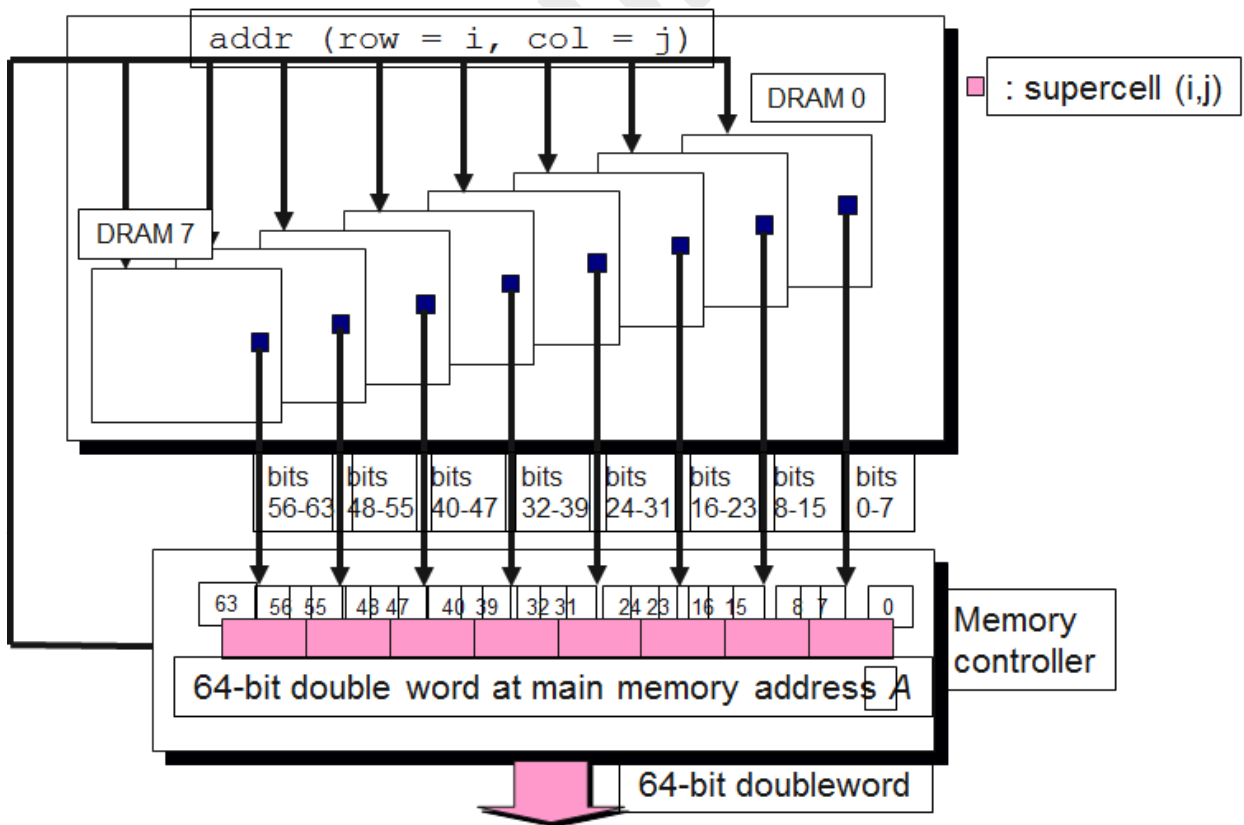 addr (row = i, col = j)
: supercell (i,j)
DRAM 0
DRAM 7
bits bits bits bits bits bits bits bits
56-63 48-55 40-47 32-39 24-31 16-23 8-15 0-7
63 56 55 48 47 40 39 32 31 24 23 16 15 8 7 0
Memory
controller
64-bit double word at main memory address A
64-bit doubleword